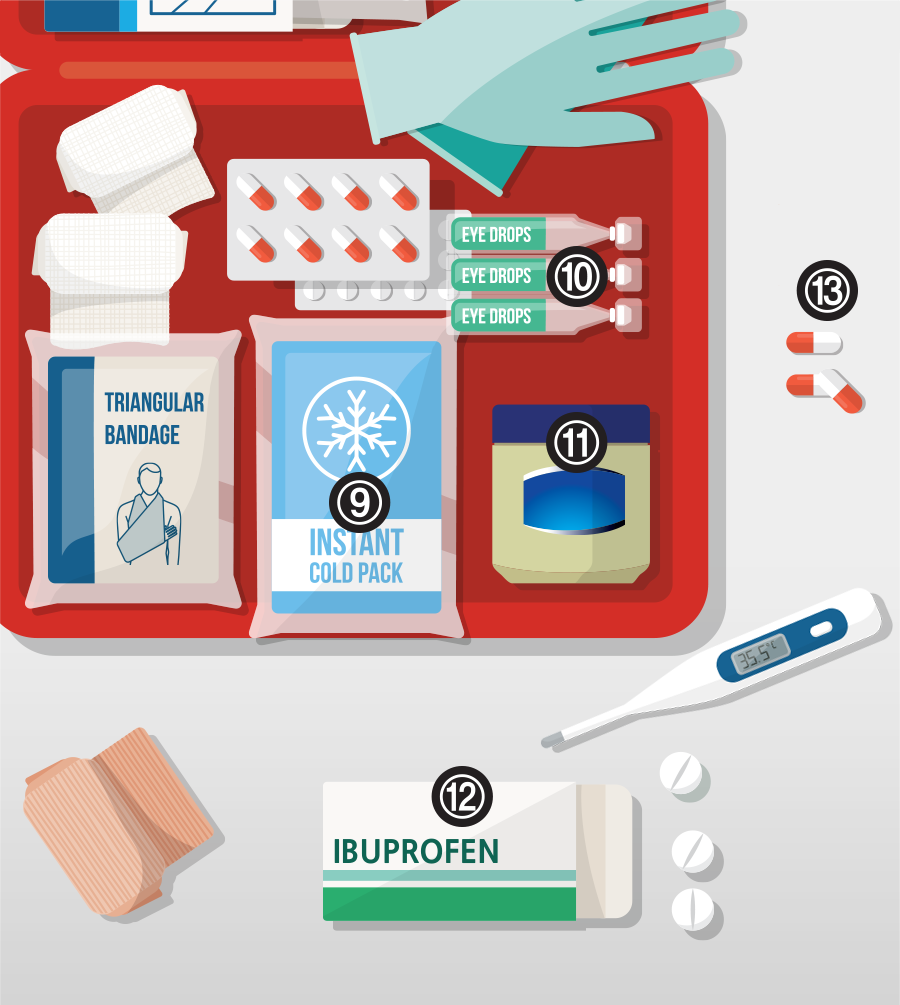 EYE DROPS
EYE DROPS
⑩
EYE DROPS
⑬
TRIANGULAR
BANDAGE
⑪
⑨
INSTANT
COLD PACK
35.5°C
⑫
IBUPROFEN